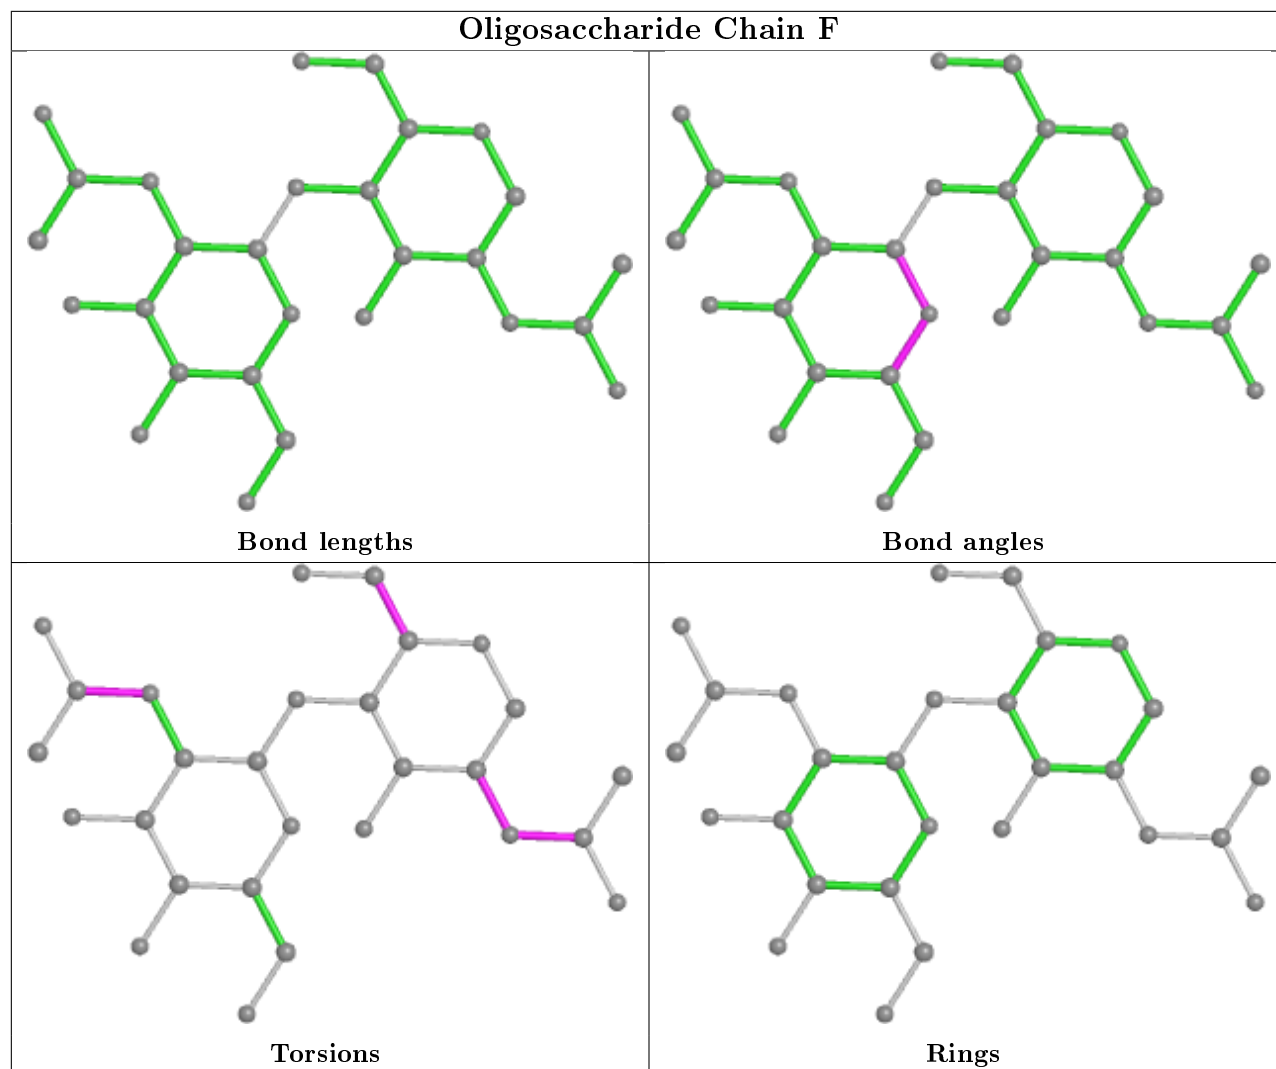 Oligosaccharide Chain F
Bond lengths
Bond angles
Torsions
Rings